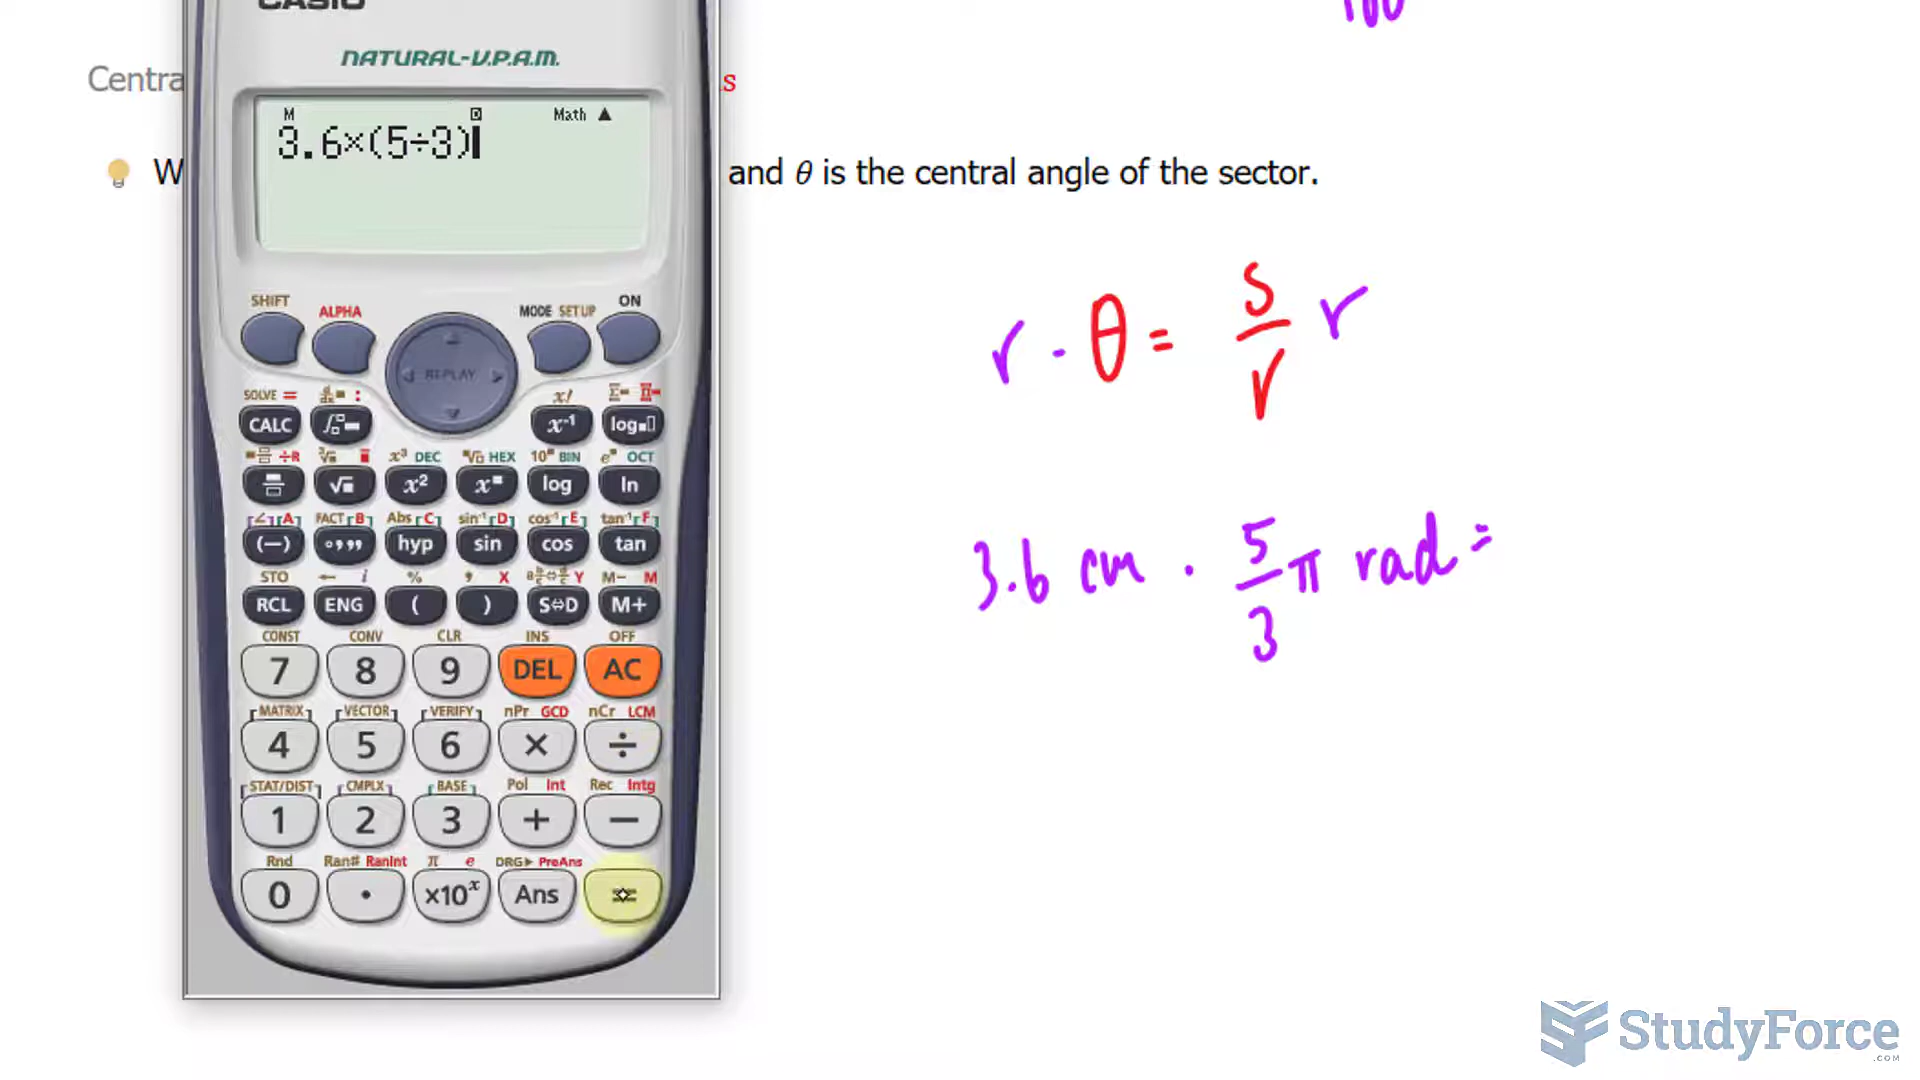 CASIO
NATURAL-V.P.A.M.
Centra
s
M D Math ▲
3.6×(5÷3)
W
and θ is the central angle of the sector.
SHIFT ALPHA MODE SETUP ON
REPLAY
r · θ = s/r r
SOLVE = d/dx : x! Σ Π
CALC ∫ x⁻¹ log
÷R ³√ x³ DEC √ HEX 10 BIN e OCT
√ x² x log ln
∠ A FACT B Abs C sin⁻¹ D cos⁻¹ E tan⁻¹ F
(−) °,,, hyp sin cos tan
3.6 cm · 5/3 π rad =
STO ← i % , X a b/c⇔d/c Y M− M
RCL ENG ( ) S⇔D M+
CONST CONV CLR INS OFF
7 8 9 DEL AC
MATRIX VECTOR VERIFY nPr GCD nCr LCM
4 5 6 × ÷
STAT/DIST CMPLX BASE Pol Int Rec Intg
1 2 3 + −
Rnd Ran# RanInt π e DRG▶ PreAns
0 · ×10ˣ Ans =
StudyForce
.COM